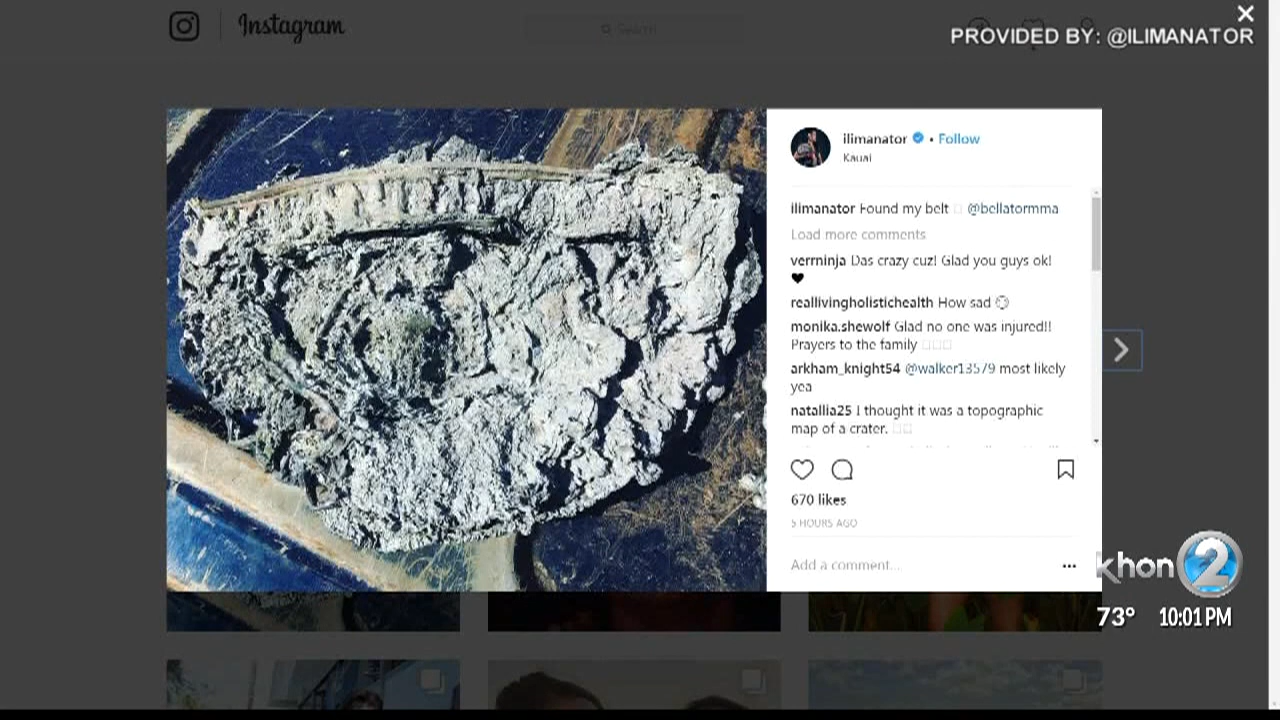 Instagram
Search
PROVIDED BY: @ILIMANATOR
ilimanator • Follow
Kauai
ilimanator Found my belt @bellatormma
Load more comments
verrninja Das crazy cuz! Glad you guys ok!
reallivingholistichealth How sad
monika.shewolf Glad no one was injured!!
Prayers to the family
arkham_knight54 @walker13579 most likely
yea
natallia25 I thought it was a topographic
map of a crater.
670 likes
5 HOURS AGO
Add a comment...
khon 2
73° 10:01 PM